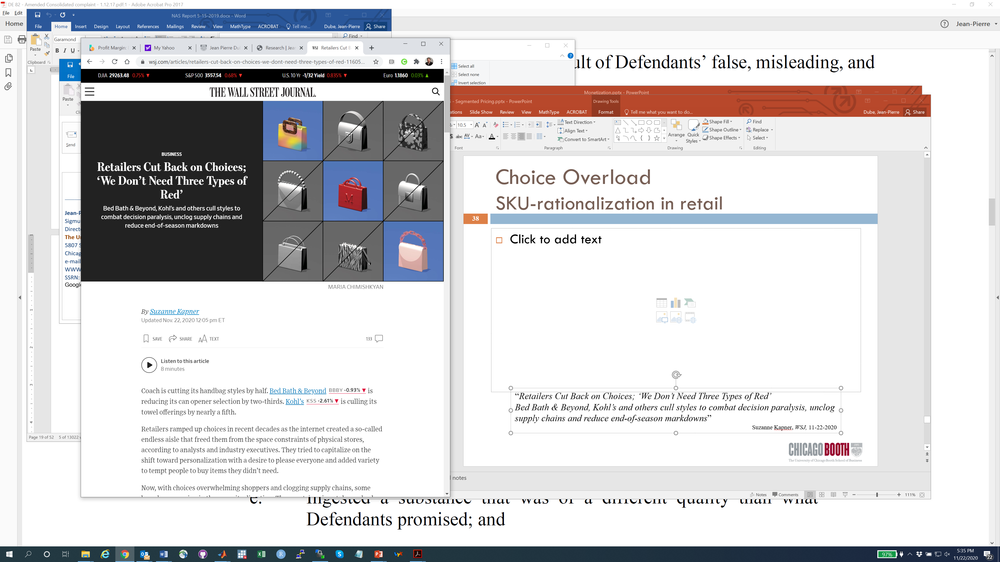 DE 82 - Amended Consolidated complaint - 1.12.17.pdf:1 - Adobe Acrobat Pro 2017
File Edit
Home
Jean-Pierre
NAS Report 5-15-2019.docx - Word
File Home Insert Design Layout References Mailings Review View MathType ACROBAT Tell me... Dube, Jean-Pierre Share
Paste
Garamond
Find
B I U
Clipboard
File
Paste
Send
Jean-P
Sigmu
Directo
The Un
5807 S
Chicag
e-mail
WWW
SSRN:
Google
Page 19 of 52 5 of 13022 w
Profit Margin:
My Yahoo
Jean Pierre Dul
Research | Jean
WSJ Retailers Cut B
wsj.com/articles/retailers-cut-back-on-choices-we-dont-need-three-types-of-red-11605...
DJIA 29263.48 0.75% ▼ S&P 500 3557.54 0.68% ▼ U.S. 10 Yr -1/32 Yield 0.835% ▼ Euro 1.1860 0.03% ▲
THE WALL STREET JOURNAL.
BUSINESS
Retailers Cut Back on Choices;
‘We Don’t Need Three Types of
Red’
Bed Bath & Beyond, Kohl’s and others cull styles to
combat decision paralysis, unclog supply chains and
reduce end-of-season markdowns
M
MARIA CHIMISHKYAN
By Suzanne Kapner
Updated Nov. 22, 2020 12:05 pm ET
SAVE SHARE TEXT
133
Listen to this article
8 minutes
Coach is cutting its handbag styles by half. Bed Bath & Beyond BBBY -0.93% ▼ is
reducing its can opener selection by two-thirds. Kohl’s KSS -2.61% ▼ is culling its
towel offerings by nearly a fifth.
Retailers ramped up choices in recent decades as the internet created a so-called
endless aisle that freed them from the space constraints of physical stores,
according to analysts and industry executives. They tried to capitalize on the
shift toward personalization with a desire to please everyone and added variety
to tempt people to buy items they didn’t need.
Now, with choices overwhelming shoppers and clogging supply chains, some
Select all
Select none
Invert selection
ult of Defendants’ false, misleading, and
Monetization.pptx - PowerPoint
- Segmented Pricing.pptx - PowerPoint
Drawing Tools
ations Slide Show Review View MathType ACROBAT Format Tell me what you want to do... Dube, Jean-Pierre Share
10.5
Text Direction
Align Text
Convert to SmartArt
Arrange
Quick
Styles
Shape Fill
Shape Outline
Shape Effects
Find
Replace
Select
Font
Paragraph
Drawing
Editing
Choice Overload
SKU-rationalization in retail
38
Click to add text
“Retailers Cut Back on Choices; ‘We Don’t Need Three Types of Red’
Bed Bath & Beyond, Kohl’s and others cull styles to combat decision paralysis, unclog
supply chains and reduce end-of-season markdowns”
Suzanne Kapner, WSJ, 11-22-2020
CHICAGO BOOTH
The University of Chicago Booth School of Business
notes
Notes Comments 111%
e. Ingested a substance that was of a different quality than what
Defendants promised; and
97%
5:35 PM
11/22/2020
22